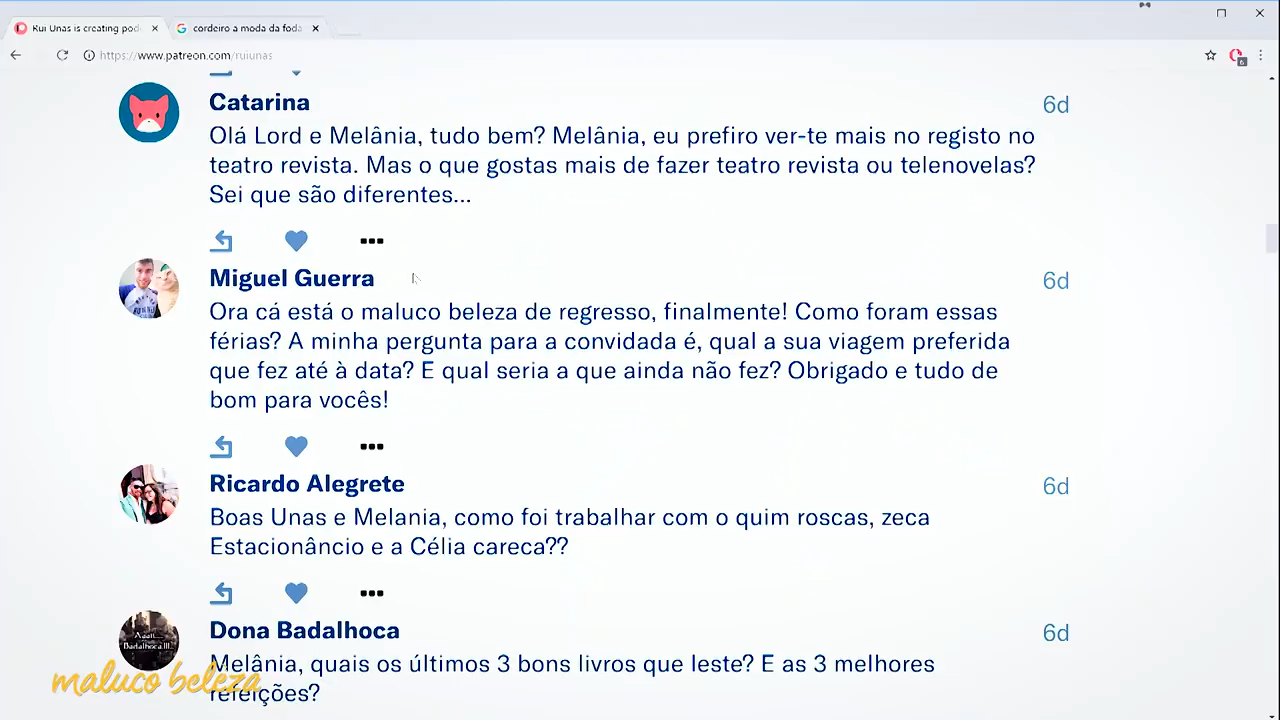 Rui Unas is creating pod
cordeiro a moda da foda
https://www.patreon.com/ruiunas
6
Catarina
6d
Olá Lord e Melânia, tudo bem? Melânia, eu prefiro ver-te mais no registo no
teatro revista. Mas o que gostas mais de fazer teatro revista ou telenovelas?
Sei que são diferentes...
Miguel Guerra
6d
Ora cá está o maluco beleza de regresso, finalmente! Como foram essas
férias? A minha pergunta para a convidada é, qual a sua viagem preferida
que fez até à data? E qual seria a que ainda não fez? Obrigado e tudo de
bom para vocês!
Ricardo Alegrete
6d
Boas Unas e Melania, como foi trabalhar com o quim roscas, zeca
Estacionâncio e a Célia careca??
Dona Badalhoca
6d
Melânia, quais os últimos 3 bons livros que leste? E as 3 melhores
refeições?
Badalhoca.!!!
maluco beleza